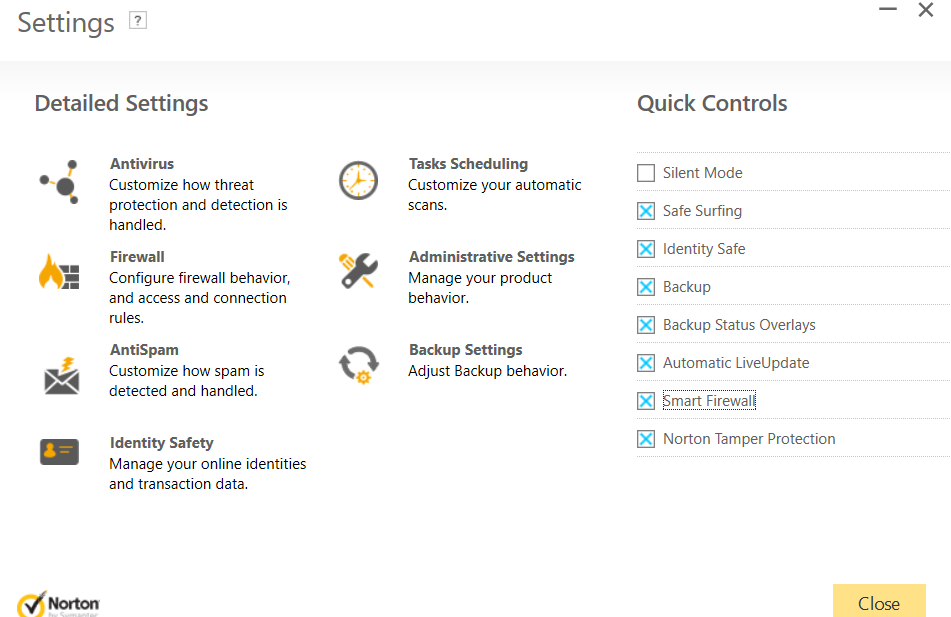 Settings ?
Detailed Settings
Antivirus
Customize how threat
protection and detection is
handled.
Firewall
Configure firewall behavior,
and access and connection
rules.
AntiSpam
Customize how spam is
detected and handled.
Identity Safety
Manage your online identities
and transaction data.
Tasks Scheduling
Customize your automatic
scans.
Administrative Settings
Manage your product
behavior.
Backup Settings
Adjust Backup behavior.
Quick Controls
Silent Mode
Safe Surfing
Identity Safe
Backup
Backup Status Overlays
Automatic LiveUpdate
Smart Firewall
Norton Tamper Protection
Norton
by Symantec
Close